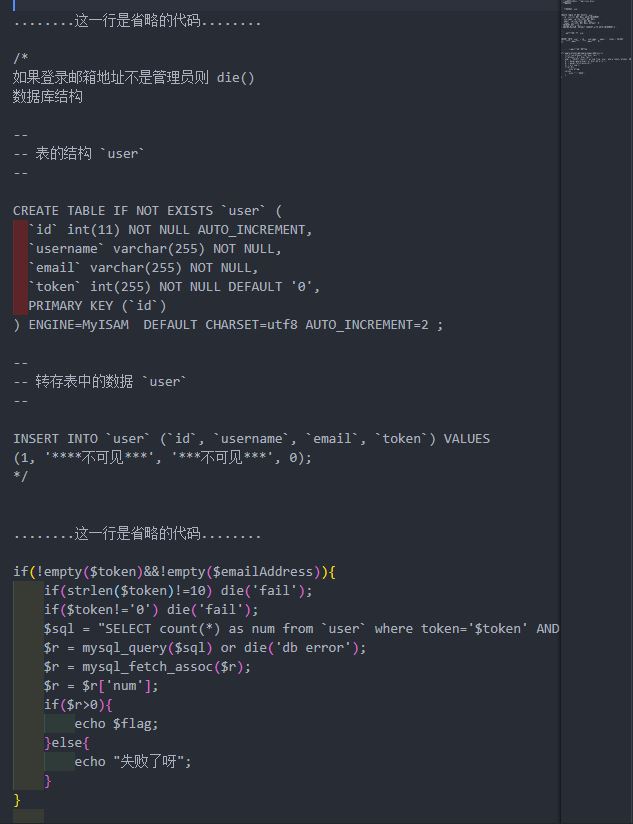 ........这一行是省略的代码........
/*
如果登录邮箱地址不是管理员则 die()
数据库结构
--
-- 表的结构 `user`
--
CREATE TABLE IF NOT EXISTS `user` (
`id` int(11) NOT NULL AUTO_INCREMENT,
`username` varchar(255) NOT NULL,
`email` varchar(255) NOT NULL,
`token` int(255) NOT NULL DEFAULT '0',
PRIMARY KEY (`id`)
) ENGINE=MyISAM  DEFAULT CHARSET=utf8 AUTO_INCREMENT=2 ;
--
-- 转存表中的数据 `user`
--
INSERT INTO `user` (`id`, `username`, `email`, `token`) VALUES
(1, '****不可见***', '***不可见***', 0);
*/
........这一行是省略的代码........
if(!empty($token)&&!empty($emailAddress)){
if(strlen($token)!=10) die('fail');
if($token!='0') die('fail');
$sql = "SELECT count(*) as num from `user` where token='$token' AND
$r = mysql_query($sql) or die('db error');
$r = mysql_fetch_assoc($r);
$r = $r['num'];
if($r>0){
echo $flag;
}else{
echo "失败了呀";
}
}